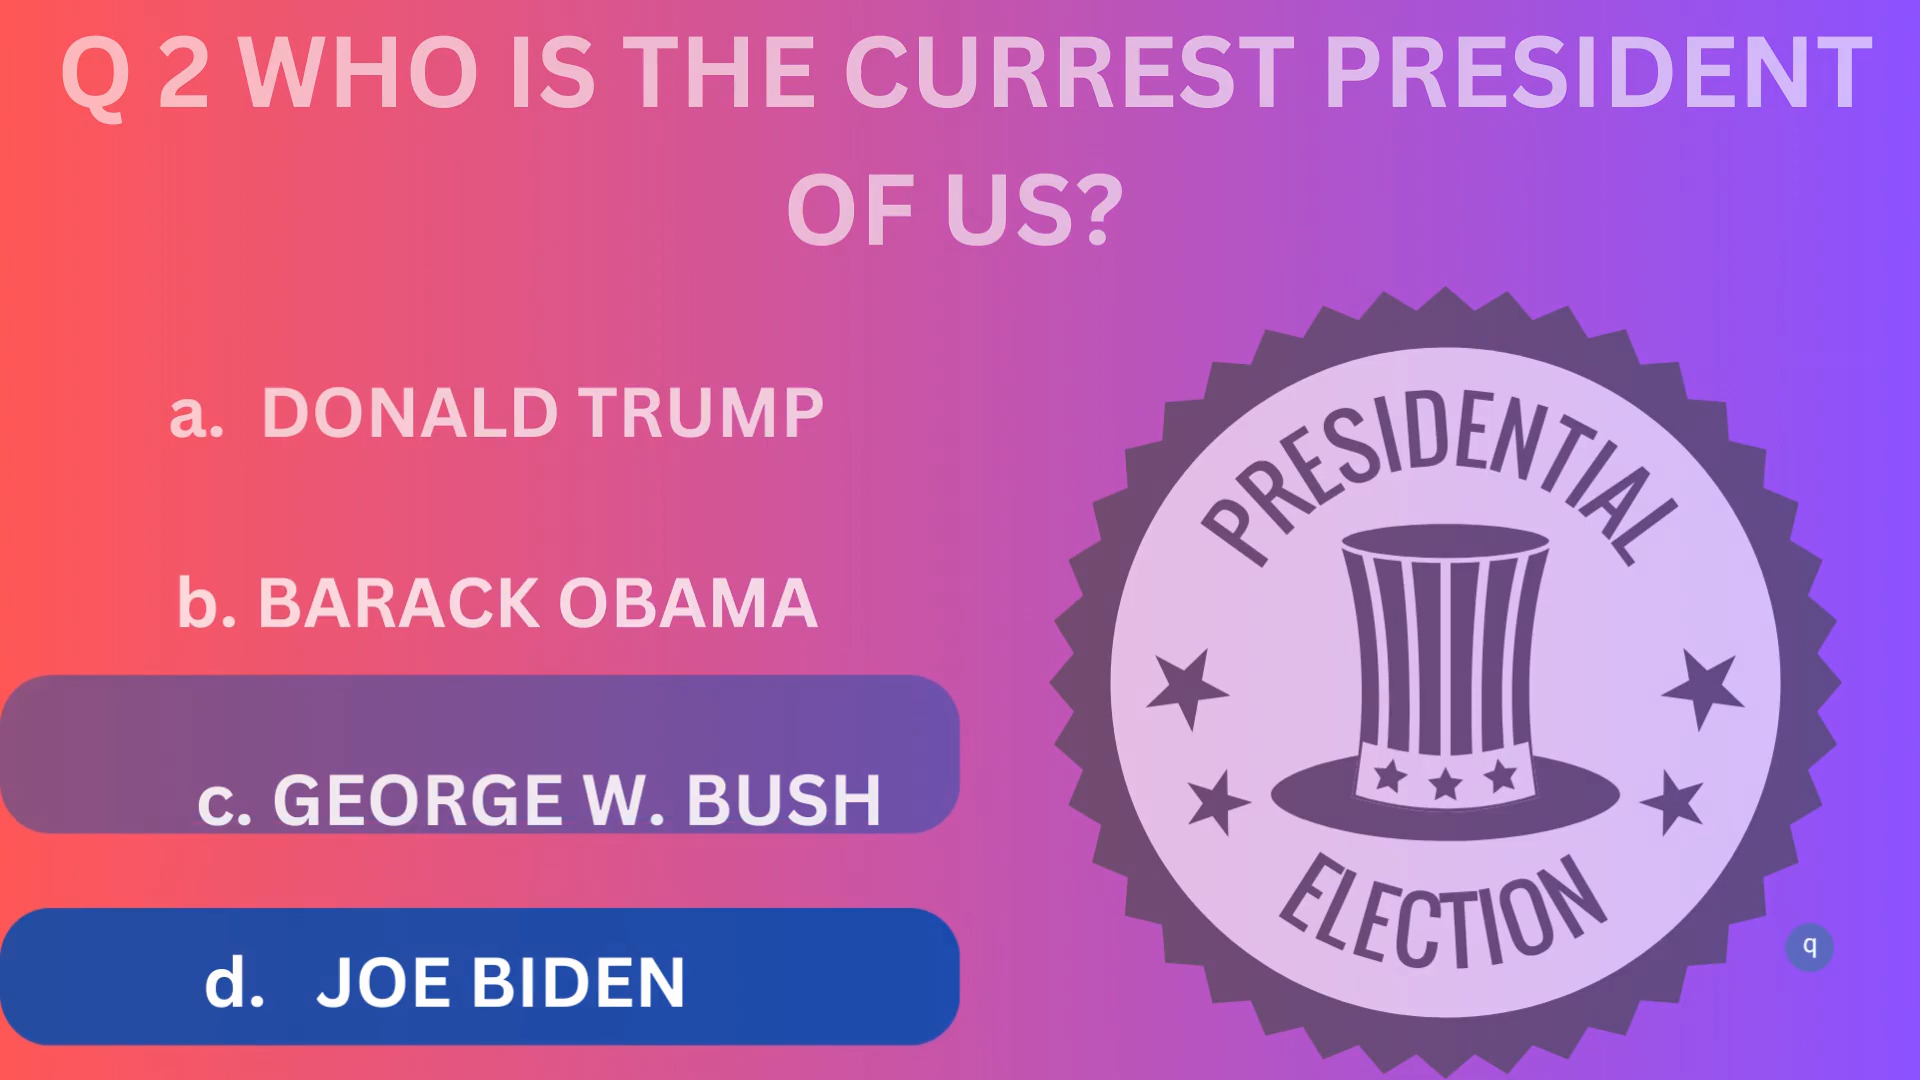 Q 2 WHO IS THE CURREST PRESIDENT
OF US?
a. DONALD TRUMP
b. BARACK OBAMA
c. GEORGE W. BUSH
d. JOE BIDEN
PRESIDENTIAL
ELECTION
q